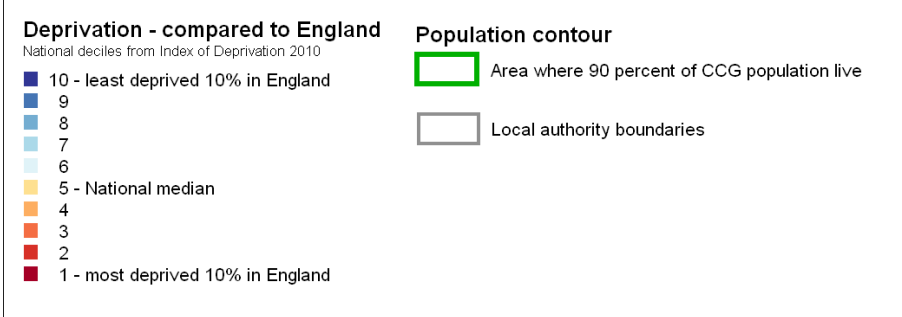 Deprivation - compared to England
National deciles from Index of Deprivation 2010
10 - least deprived 10% in England
9
8
7
6
5 - National median
4
3
2
1 - most deprived 10% in England
Population contour
Area where 90 percent of CCG population live
Local authority boundaries